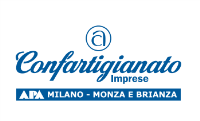 a
Confartigianato
Imprese
APA MILANO - MONZA E BRIANZA